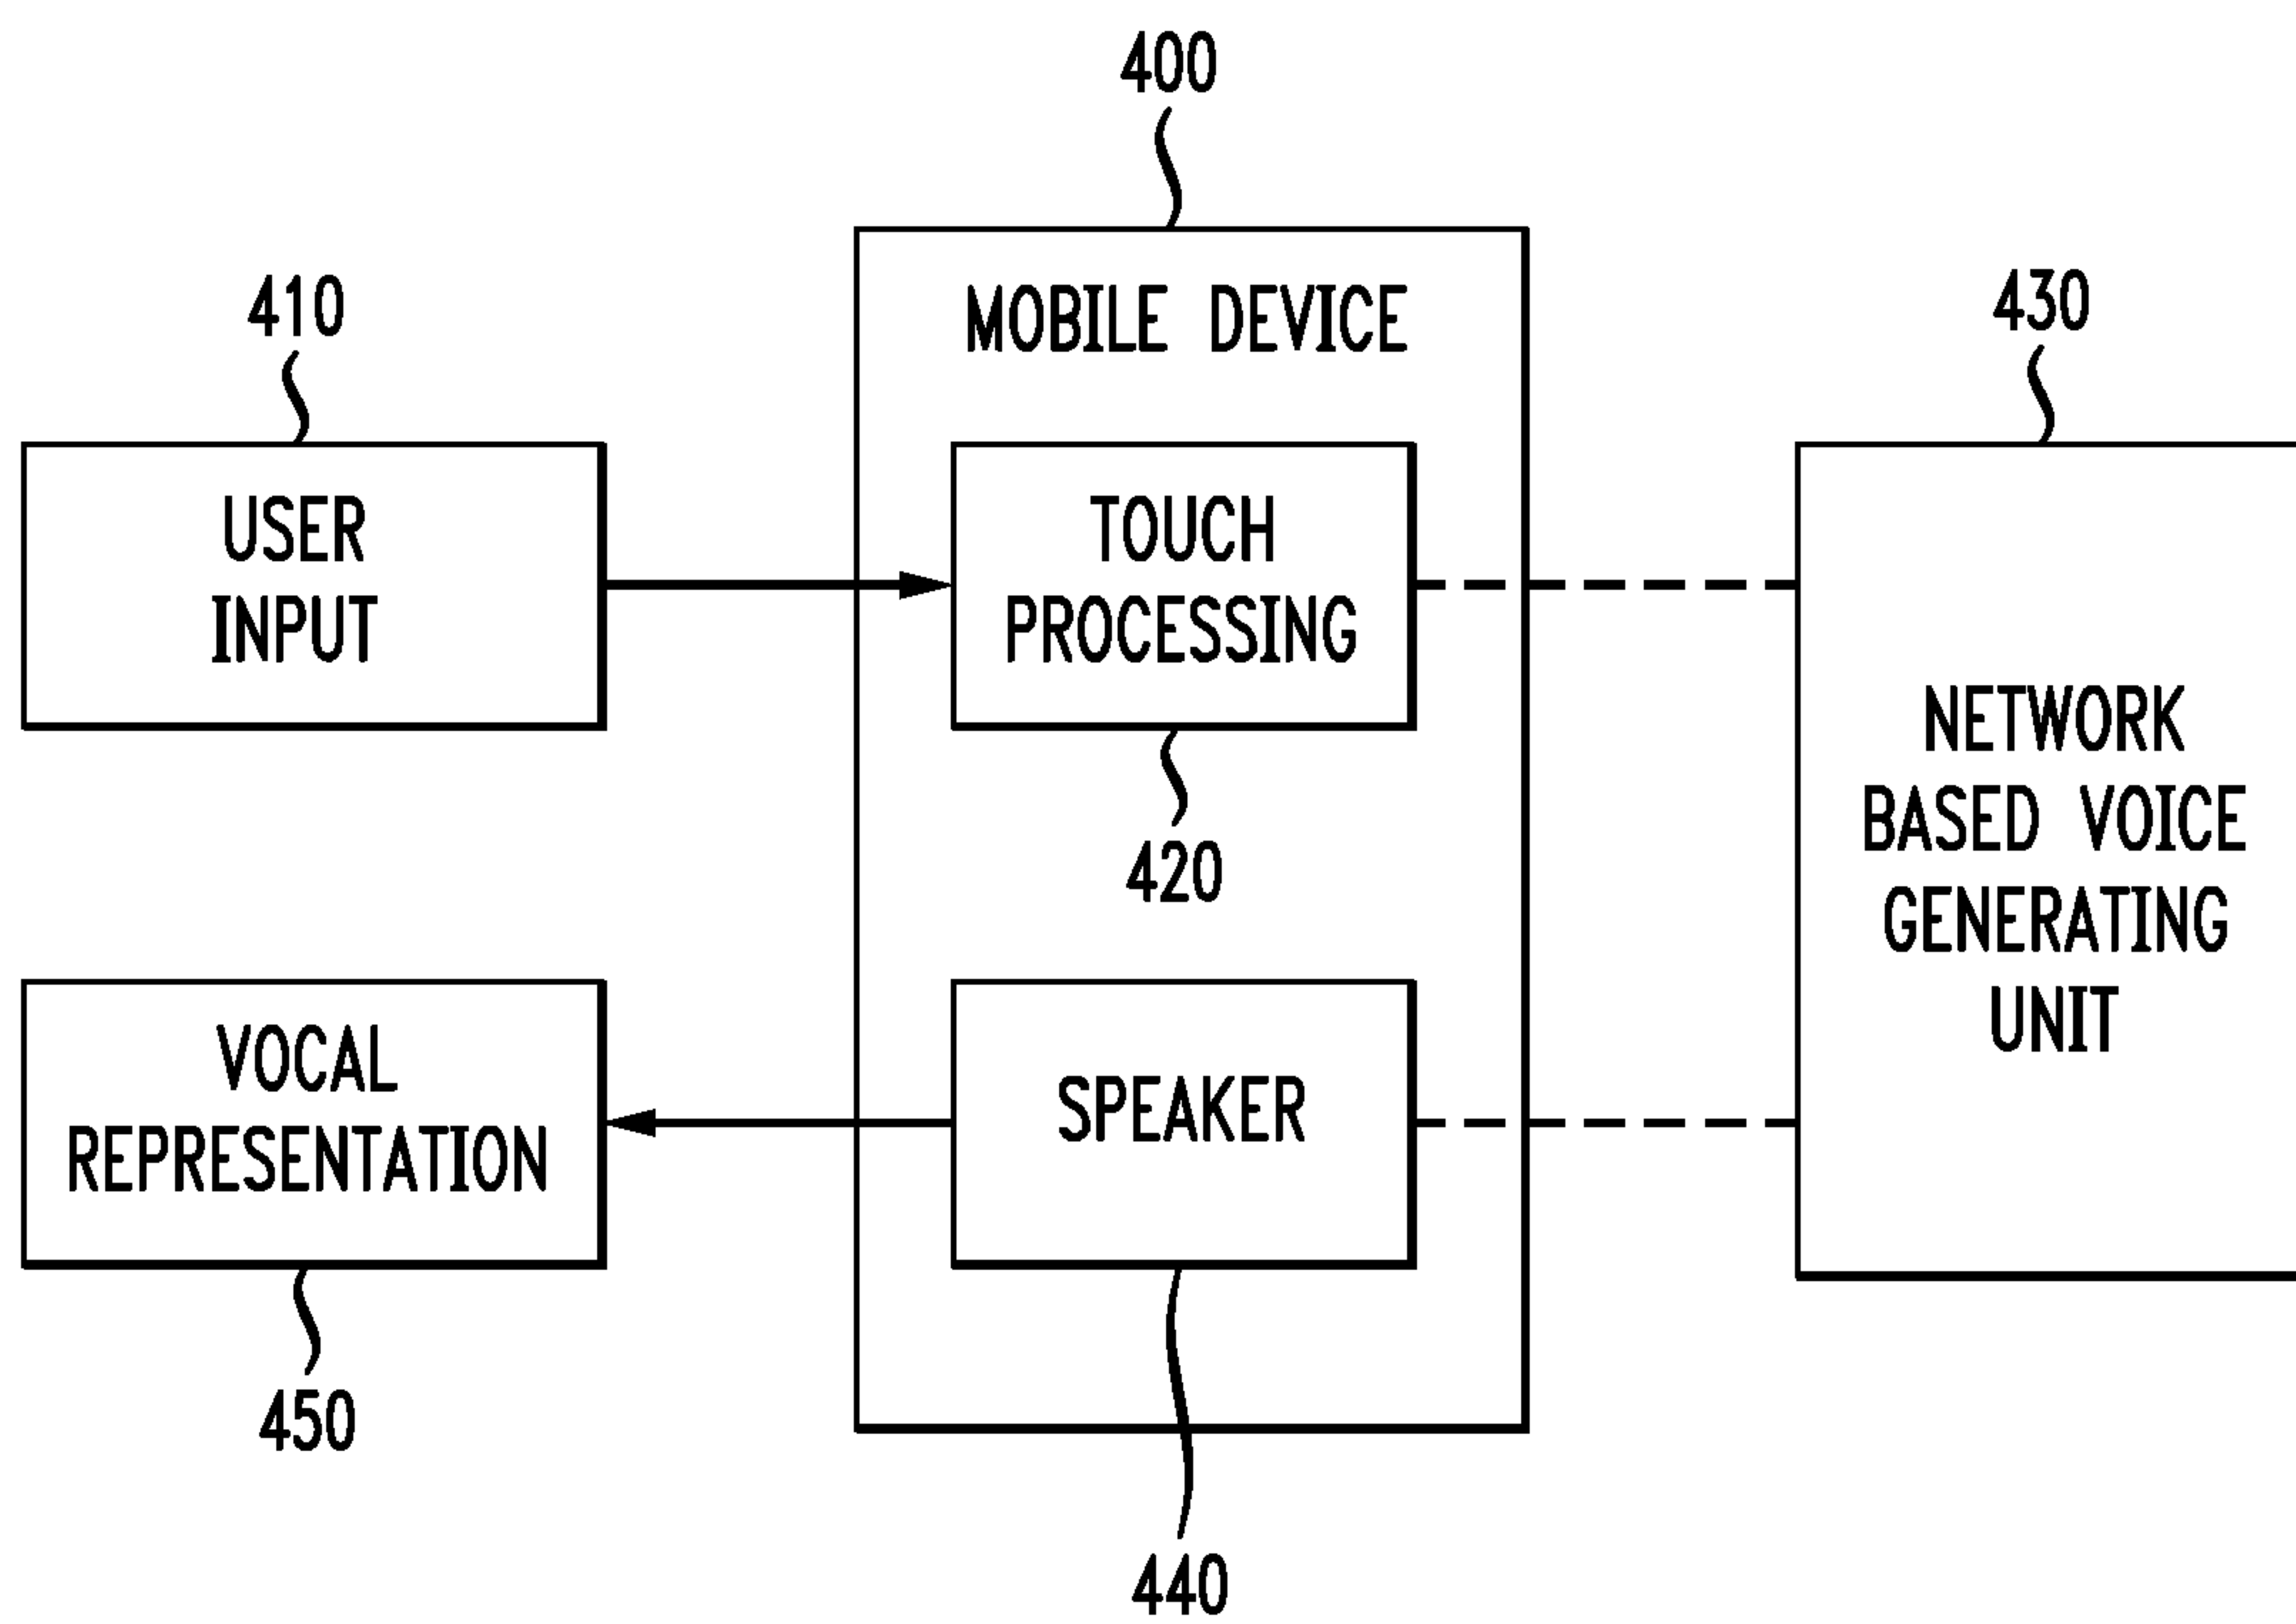 400
MOBILE DEVICE
410
USER
INPUT
TOUCH
PROCESSING
420
430
NETWORK
BASED VOICE
GENERATING
UNIT
VOCAL
REPRESENTATION
450
SPEAKER
440